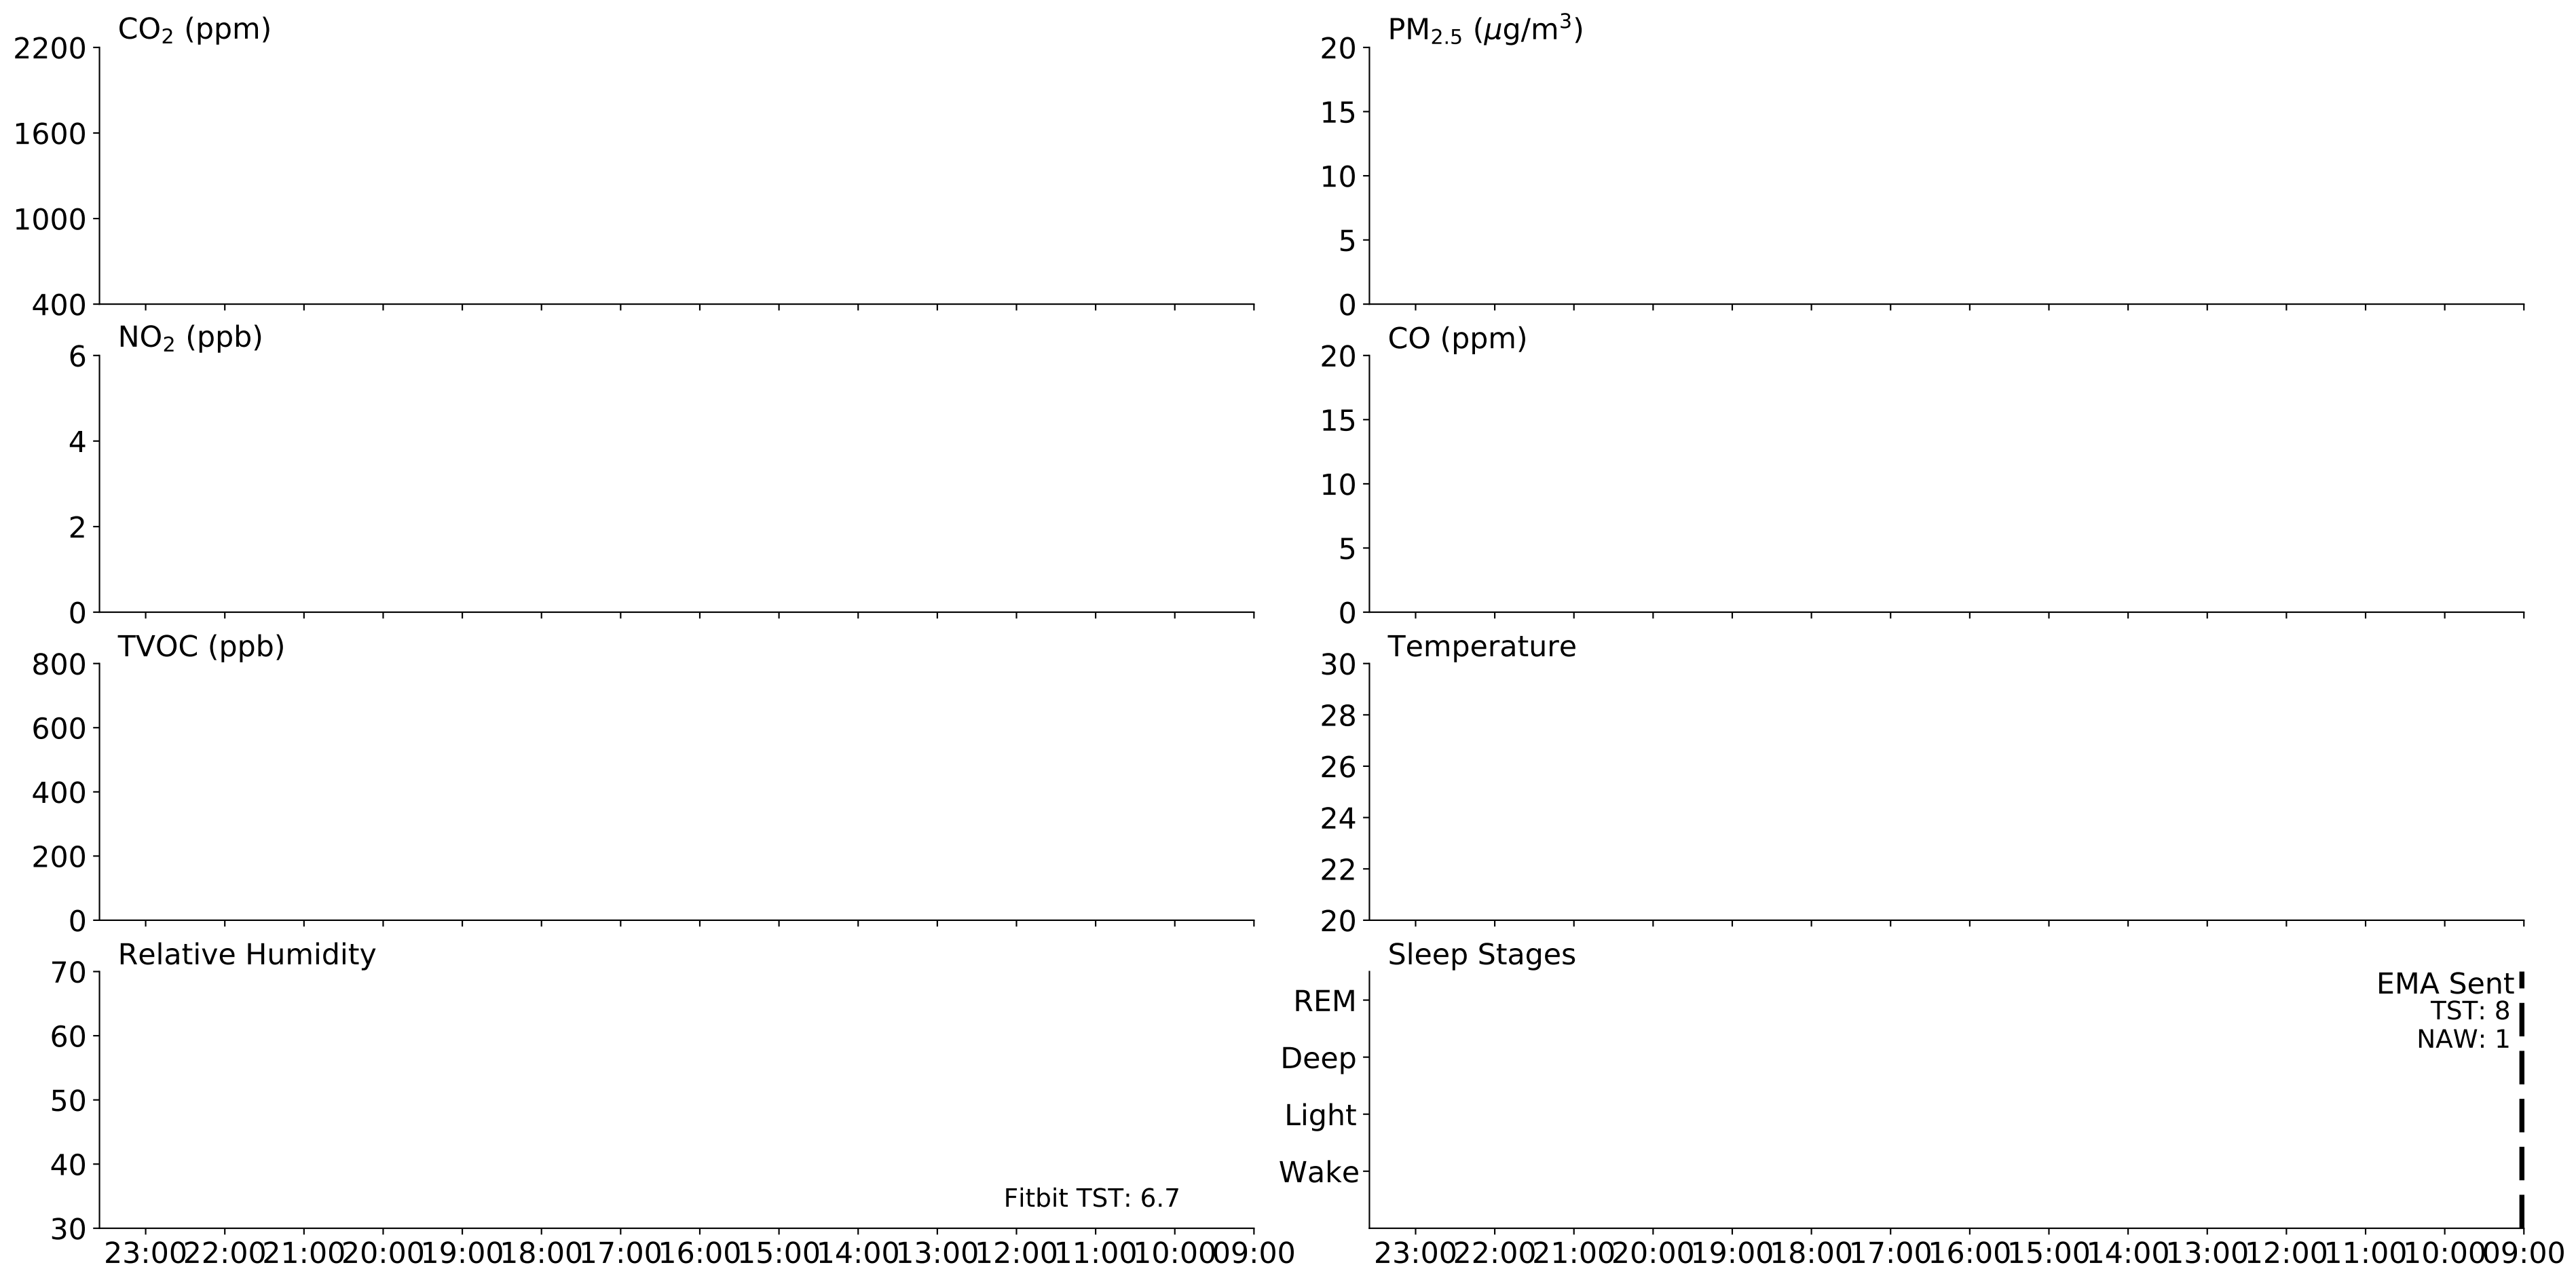 CO₂ (ppm)
2200
1600
1000
400
PM₂.₅ (μg/m³)
20
15
10
5
0
NO₂ (ppb)
6
4
2
0
CO (ppm)
20
15
10
5
0
TVOC (ppb)
800
600
400
200
0
Temperature
30
28
26
24
22
20
Relative Humidity
70
60
50
40
30
Fitbit TST: 6.7
23:00 22:00 21:00 20:00 19:00 18:00 17:00 16:00 15:00 14:00 13:00 12:00 11:00 10:00 09:00
Sleep Stages
REM
Deep
Light
Wake
EMA Sent
TST: 8
NAW: 1
23:00 22:00 21:00 20:00 19:00 18:00 17:00 16:00 15:00 14:00 13:00 12:00 11:00 10:00 09:00